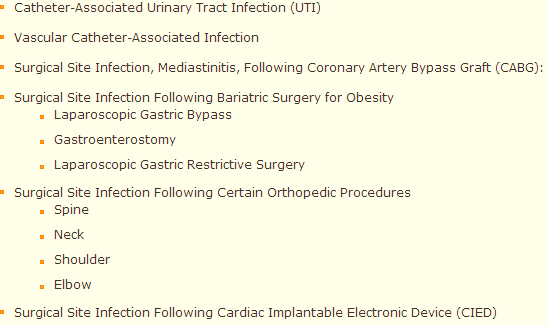 Catheter-Associated Urinary Tract Infection (UTI)
Vascular Catheter-Associated Infection
Surgical Site Infection, Mediastinitis, Following Coronary Artery Bypass Graft (CABG):
Surgical Site Infection Following Bariatric Surgery for Obesity
Laparoscopic Gastric Bypass
Gastroenterostomy
Laparoscopic Gastric Restrictive Surgery
Surgical Site Infection Following Certain Orthopedic Procedures
Spine
Neck
Shoulder
Elbow
Surgical Site Infection Following Cardiac Implantable Electronic Device (CIED)